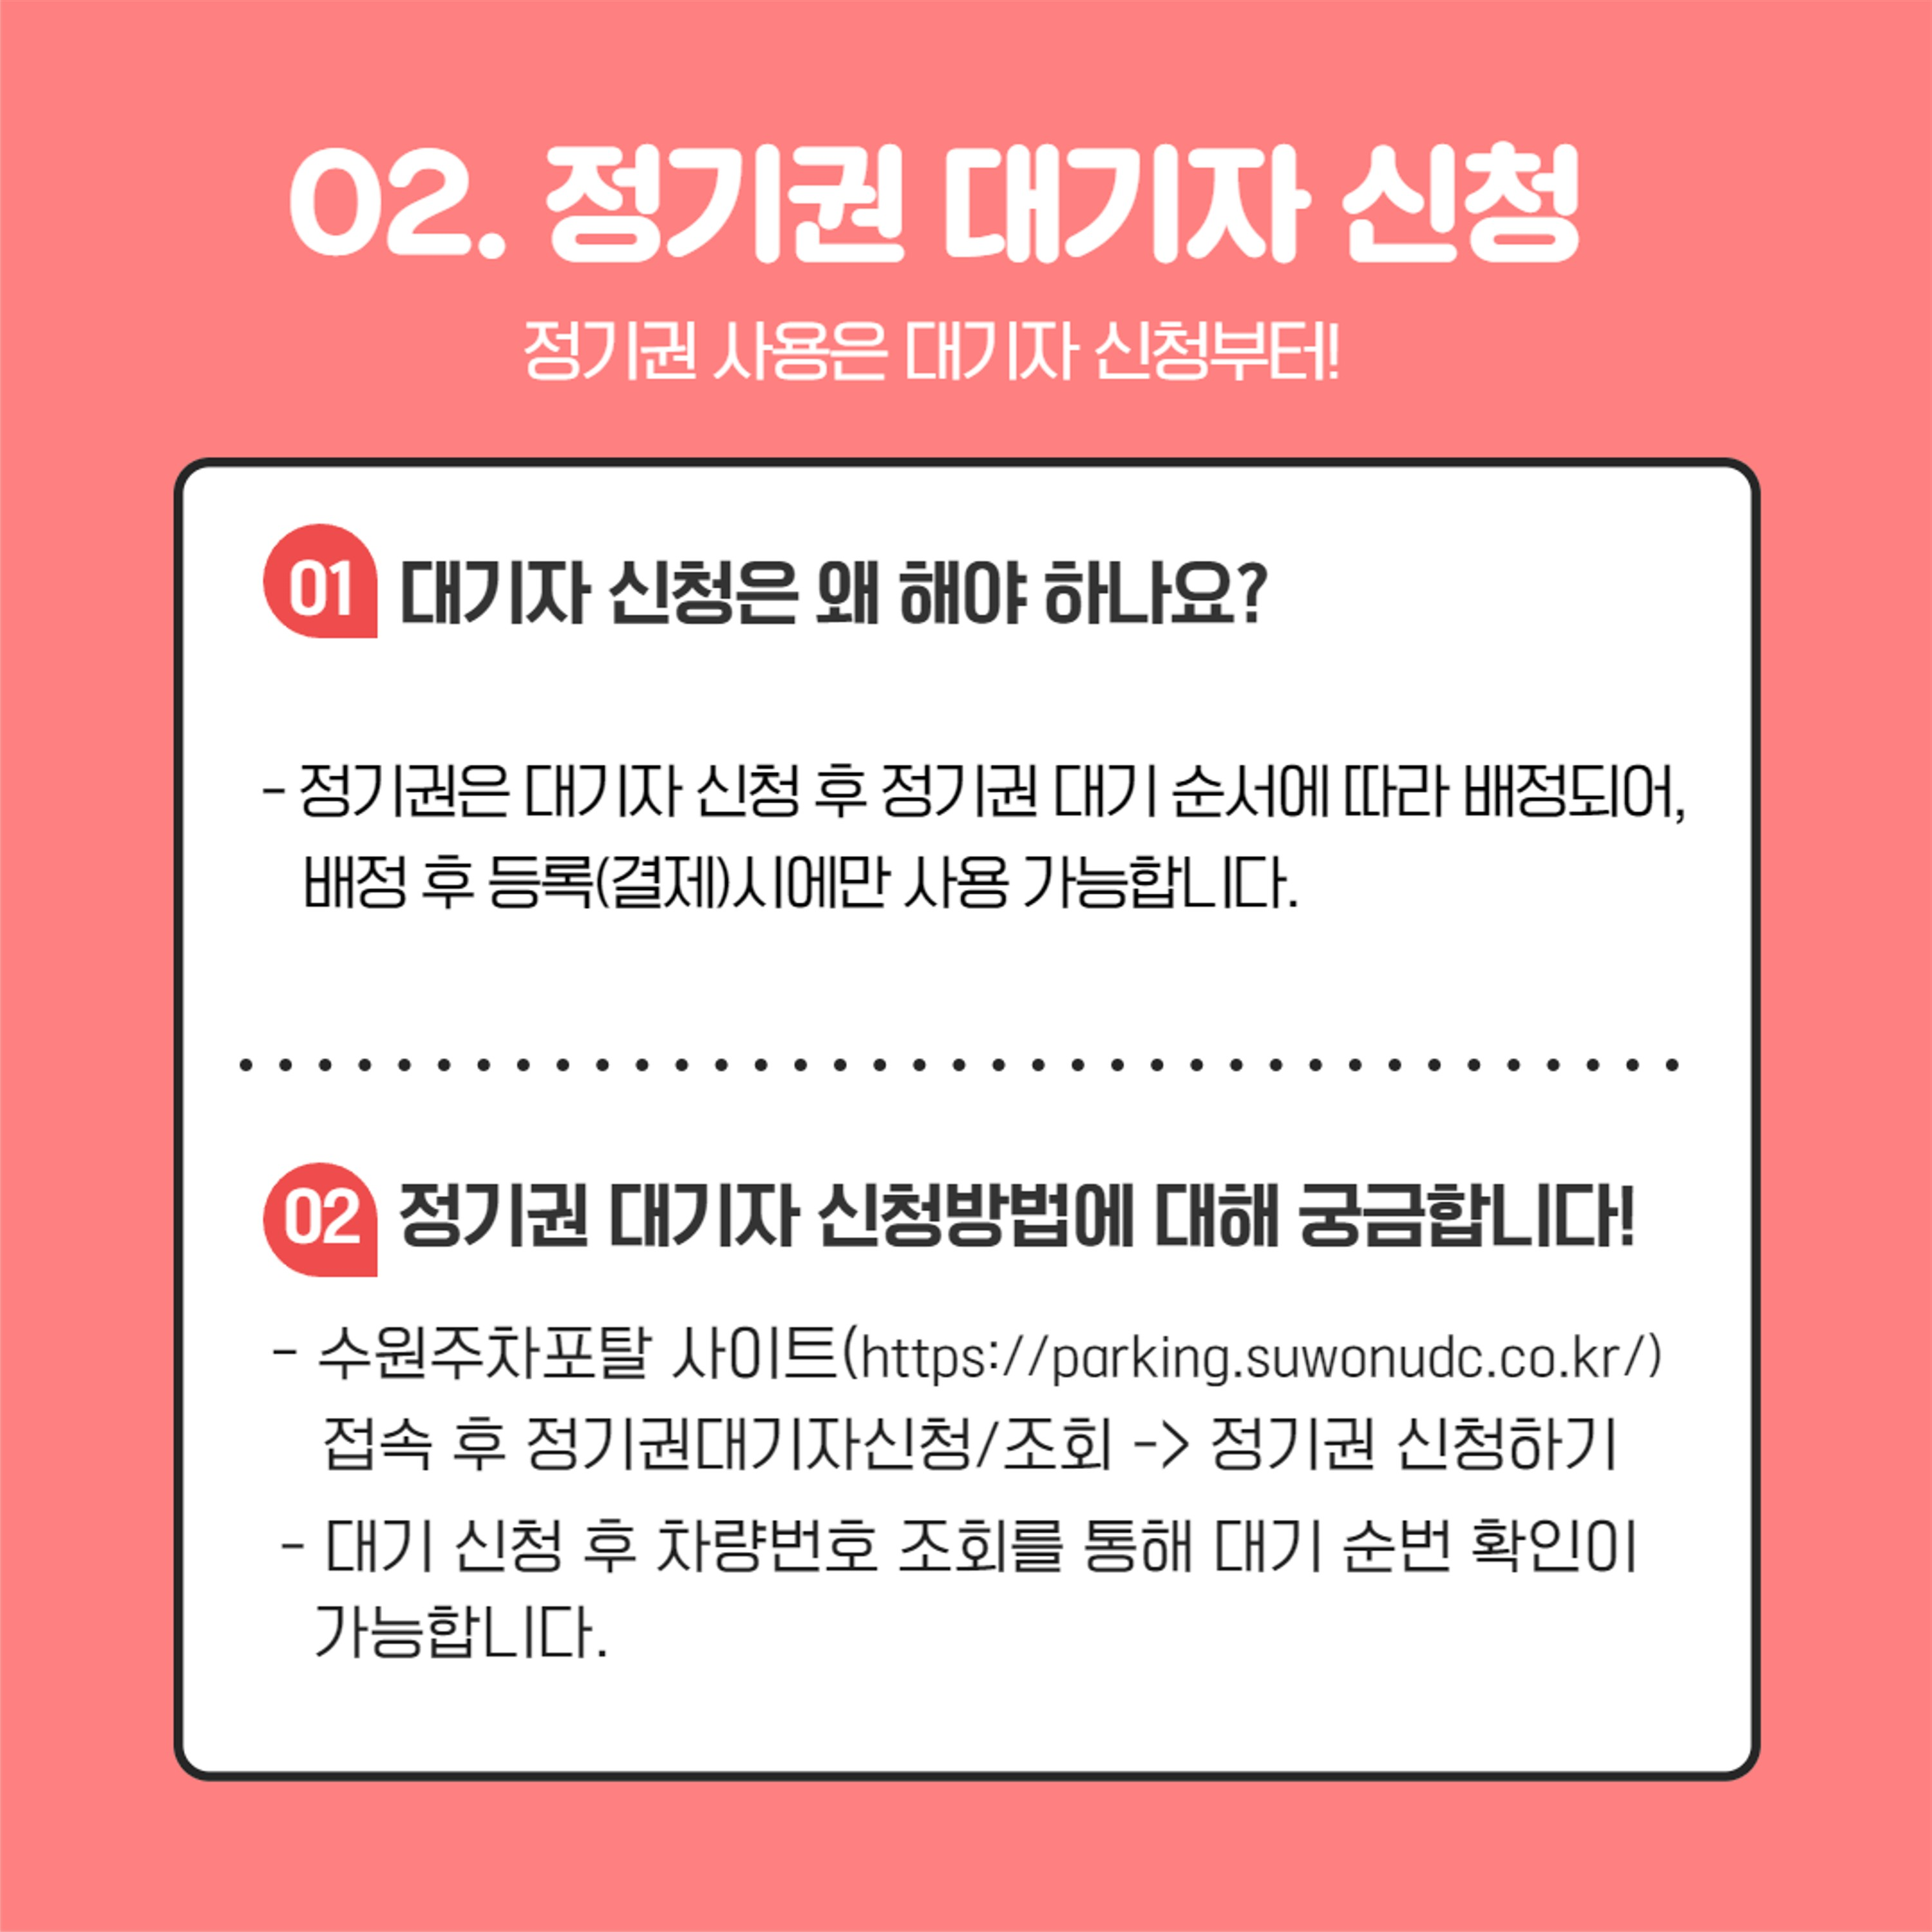 02. 정기권 대기자 신청
정기권 사용은 대기자 신청부터!
01 대기자 신청은 왜 해야 하나요?
- 정기권은 대기자 신청 후 정기권 대기 순서에 따라 배정되어,
배정 후 등록(결제)시에만 사용 가능합니다.
02 정기권 대기자 신청방법에 대해 궁금합니다!
- 수원주차포탈 사이트(https://parking.suwonudc.co.kr/)
접속 후 정기권대기자신청/조회 -> 정기권 신청하기
- 대기 신청 후 차량번호 조회를 통해 대기 순번 확인이
가능합니다.